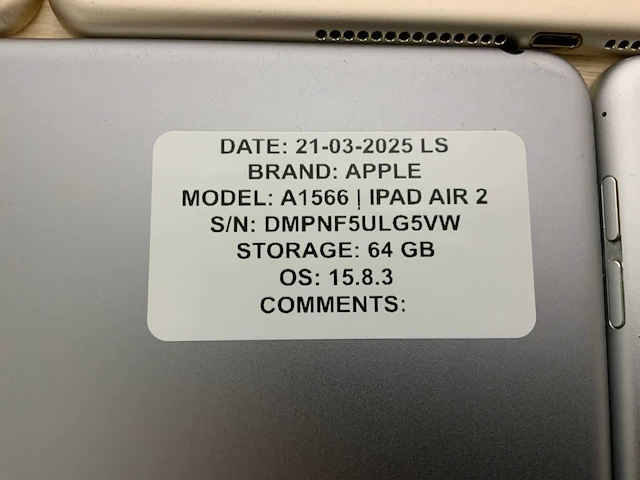 DATE: 21-03-2025 LS
BRAND: APPLE
MODEL: A1566 | IPAD AIR 2
S/N: DMPNF5ULG5VW
STORAGE: 64 GB
OS: 15.8.3
COMMENTS: